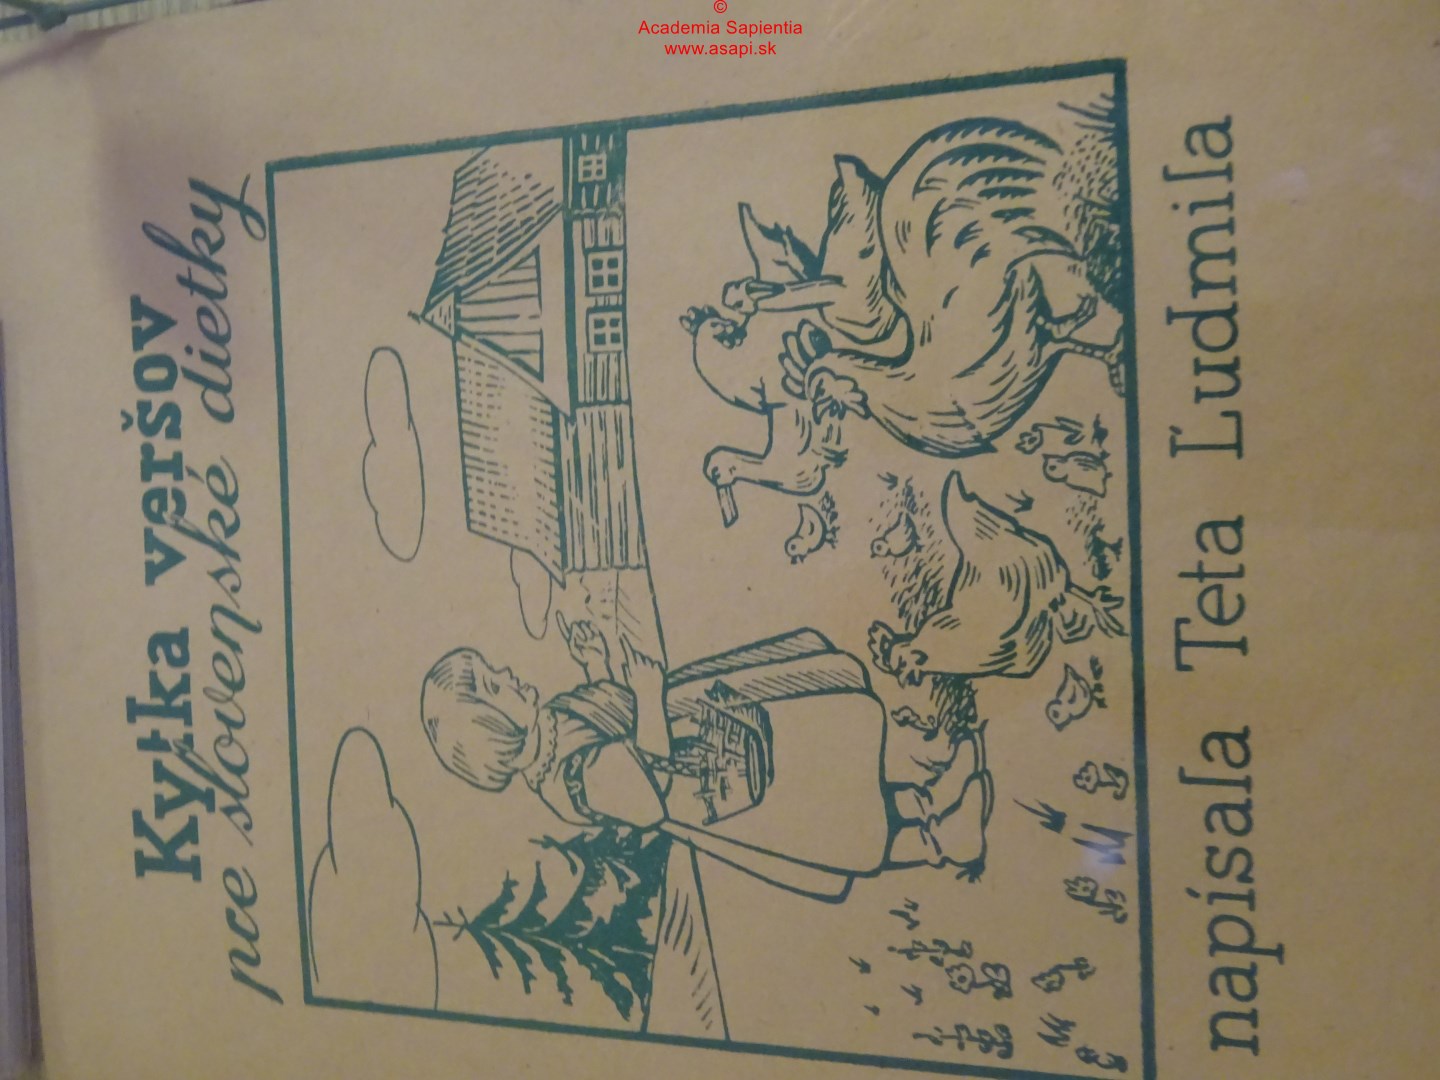 ©
Academia Sapientia
www.asapi.sk
Kytka veršov
pre slovenské dietky
napísala Teta Ľudmila